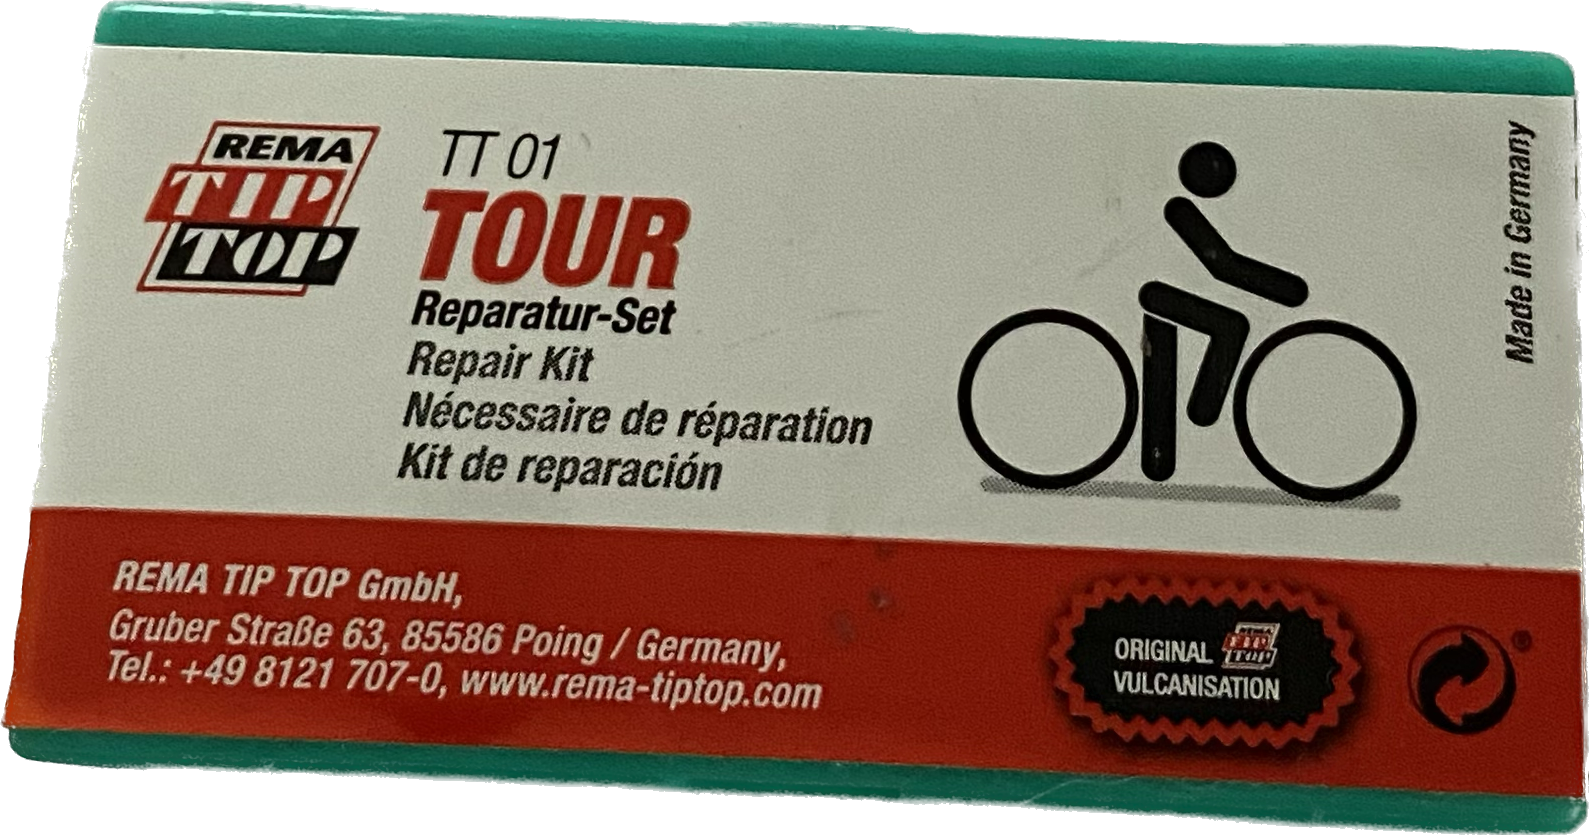 REMA
TIP
TOP
TT 01
TOUR
Reparatur-Set
Repair Kit
Nécessaire de réparation
Kit de reparación
Made in Germany
REMA TIP TOP GmbH,
Gruber Straße 63, 85586 Poing / Germany,
Tel.: +49 8121 707-0, www.rema-tiptop.com
ORIGINAL REMA TIP TOP
VULCANISATION
®